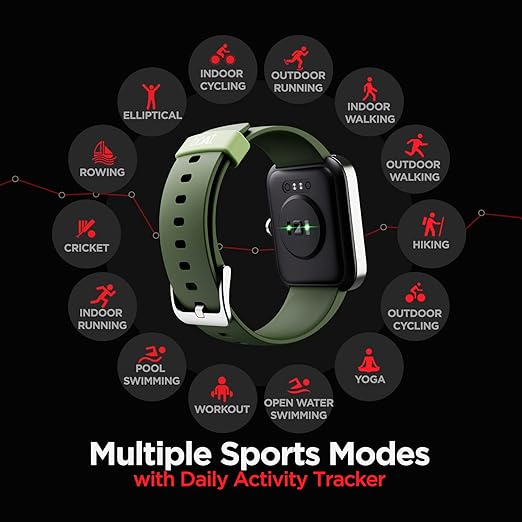 INDOOR
CYCLING
OUTDOOR
RUNNING
INDOOR
WALKING
OUTDOOR
WALKING
HIKING
OUTDOOR
CYCLING
YOGA
OPEN WATER
SWIMMING
WORKOUT
POOL
SWIMMING
INDOOR
RUNNING
CRICKET
ROWING
ELLIPTICAL
Multiple Sports Modes
with Daily Activity Tracker